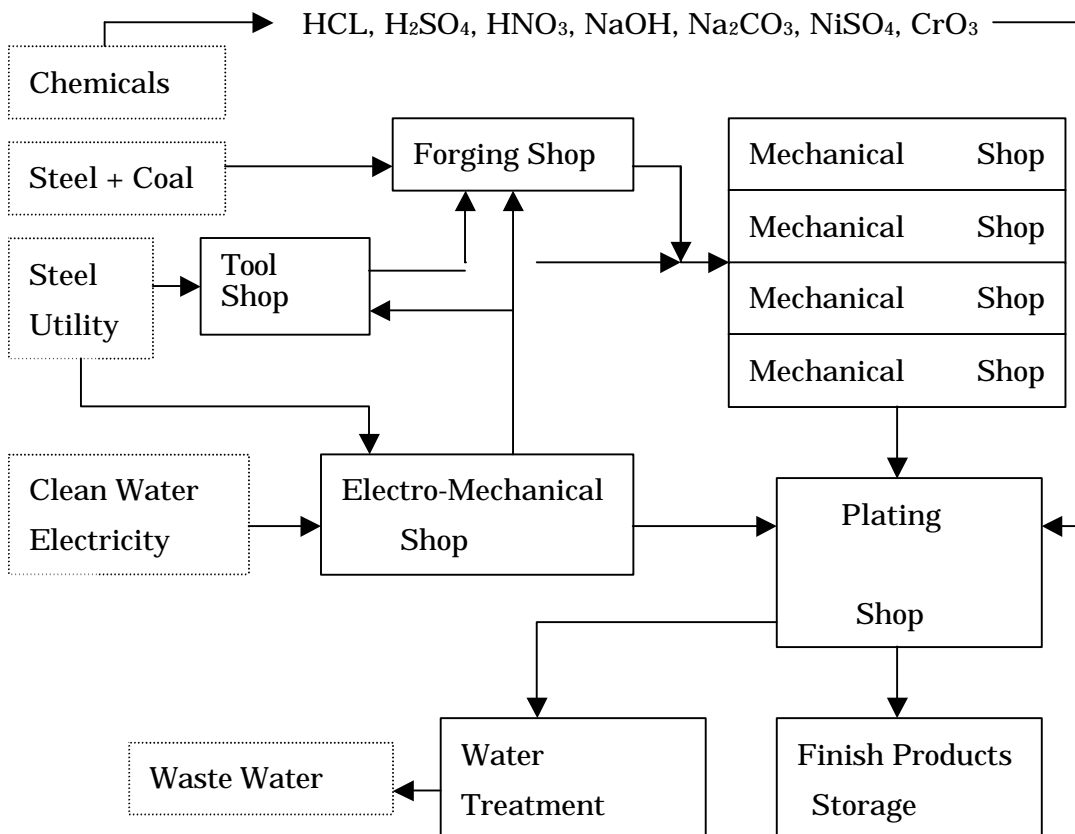 HCL, H₂SO₄, HNO₃, NaOH, Na₂CO₃, NiSO₄, CrO₃
Chemicals
Steel + Coal
Forging Shop
Mechanical Shop
Mechanical Shop
Mechanical Shop
Mechanical Shop
Steel
Utility
Tool
Shop
Clean Water
Electricity
Electro-Mechanical
Shop
Plating
Shop
Waste Water
Water
Treatment
Finish Products
Storage